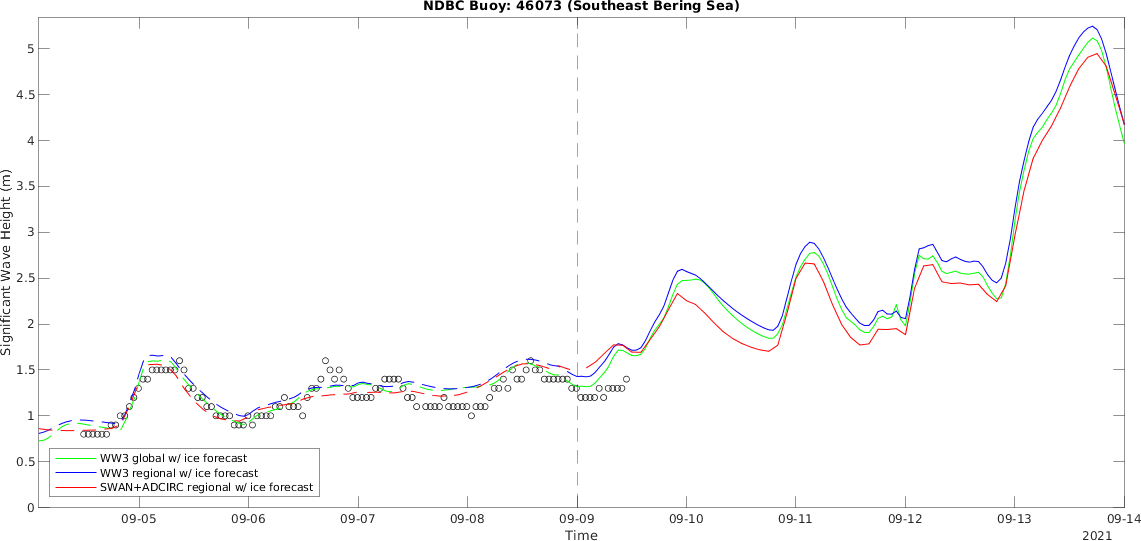 NDBC Buoy: 46073 (Southeast Bering Sea)
Significant Wave Height (m)
5
4.5
4
3.5
3
2.5
2
1.5
1
0.5
0
WW3 global w/ ice forecast
WW3 regional w/ ice forecast
SWAN+ADCIRC regional w/ ice forecast
09-05 09-06 09-07 09-08 09-09 09-10 09-11 09-12 09-13 09-14
Time
2021